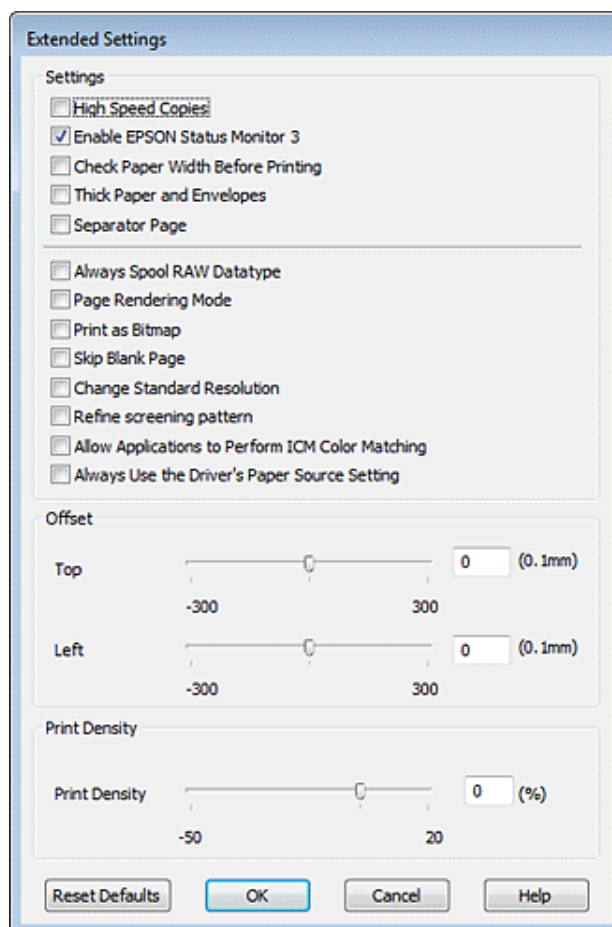 Extended Settings
Settings
High Speed Copies
Enable EPSON Status Monitor 3
Check Paper Width Before Printing
Thick Paper and Envelopes
Separator Page
Always Spool RAW Datatype
Page Rendering Mode
Print as Bitmap
Skip Blank Page
Change Standard Resolution
Refine screening pattern
Allow Applications to Perform ICM Color Matching
Always Use the Driver's Paper Source Setting
Offset
Top 0 (0.1mm)
-300 300
Left 0 (0.1mm)
-300 300
Print Density
Print Density 0 (%)
-50 20
Reset Defaults OK Cancel Help